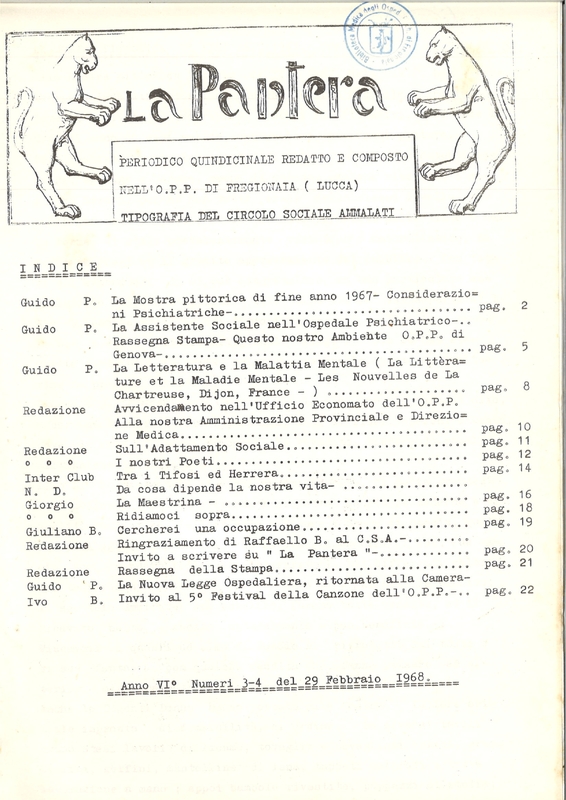 Biblioteca Medica degli Osped
La Pantera
PERIODICO QUINDICINALE REDATTO E COMPOSTO
NELL'O.P.P. DI FREGIONAIA ( LUCCA)
TIPOGRAFIA DEL CIRCOLO SOCIALE AMMALATI
I N D I C E
Guido P. La Mostra pittorica di fine anno 1967- Considerazio=
ni Psichiatriche-.................................. pag. 2
Guido P. La Assistente Sociale nell'Ospedale Psichiatrico-..
Rassegna Stampa- Questo nostro Ambiente O.P.P. di
Genova-............................................ pag. 5
Guido P. La Letteratura e la Malattia Mentale ( La Littèra=
ture et la Maladie Mentale - Les Nouvelles de La
Chartreuse, Dijon, France - ) .................... pag. 8
Redazione Avvicendamento nell'Ufficio Economato dell'O.P.P.
Alla nostra Amministrazione Provinciale e Direzio=
ne Medica.......................................... pag. 10
Redazione Sull'Adattamento Sociale........................... pag. 11
o o o I nostri Poeti..................................... pag. 12
Inter Club Tra i Tifosi ed Herrera............................ pag. 14
N. D. Da cosa dipende la nostra vita- ..................
Giorgio La Maestrina - .................................... pag. 16
o o o Ridiamoci sopra.................................... pag. 18
Giuliano B. Cercherei una occupazione......................... pag. 19
Redazione Ringraziamento di Raffaello B. al C.S.A.-.........
Invito a scrivere su " La Pantera "-.............. pag. 20
Redazione Rassegna della Stampa............................. pag. 21
Guido P. La Nuova Legge Ospedaliera, ritornata alla Camera-
Ivo B. Invito al 5° Festival della Canzone dell'O.P.P.-.. pag. 22
Anno VI° Numeri 3-4 del 29 Febbraio I968.